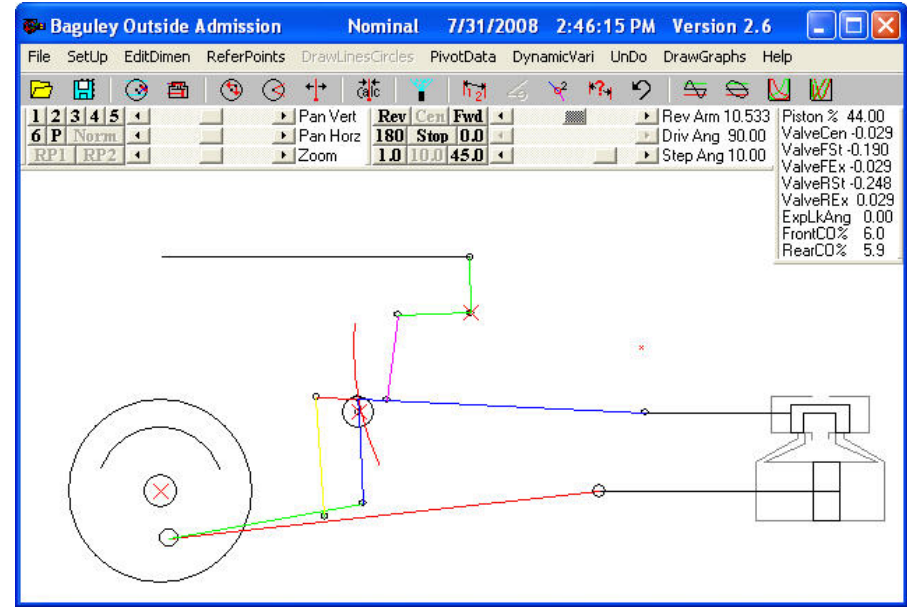 Baguley Outside Admission Nominal 7/31/2008 2:46:15 PM Version 2.6
File SetUp EditDimen ReferPoints DrawLinesCircles PivotData DynamicVari UnDo DrawGraphs Help
calc
1 2 3 4 5 Pan Vert Rev Cen Fwd Rev Arm 10.533
6 P Norm Pan Horz 180 Stop 0.0 Driv Ang 90.00
RP1 RP2 Zoom 1.0 10.0 45.0 Step Ang 10.00
Piston % 44.00
ValveCen -0.029
ValveFSt -0.190
ValveFEx -0.029
ValveRSt -0.248
ValveREx 0.029
ExpLkAng 0.00
FrontCO% 6.0
RearCO% 5.9